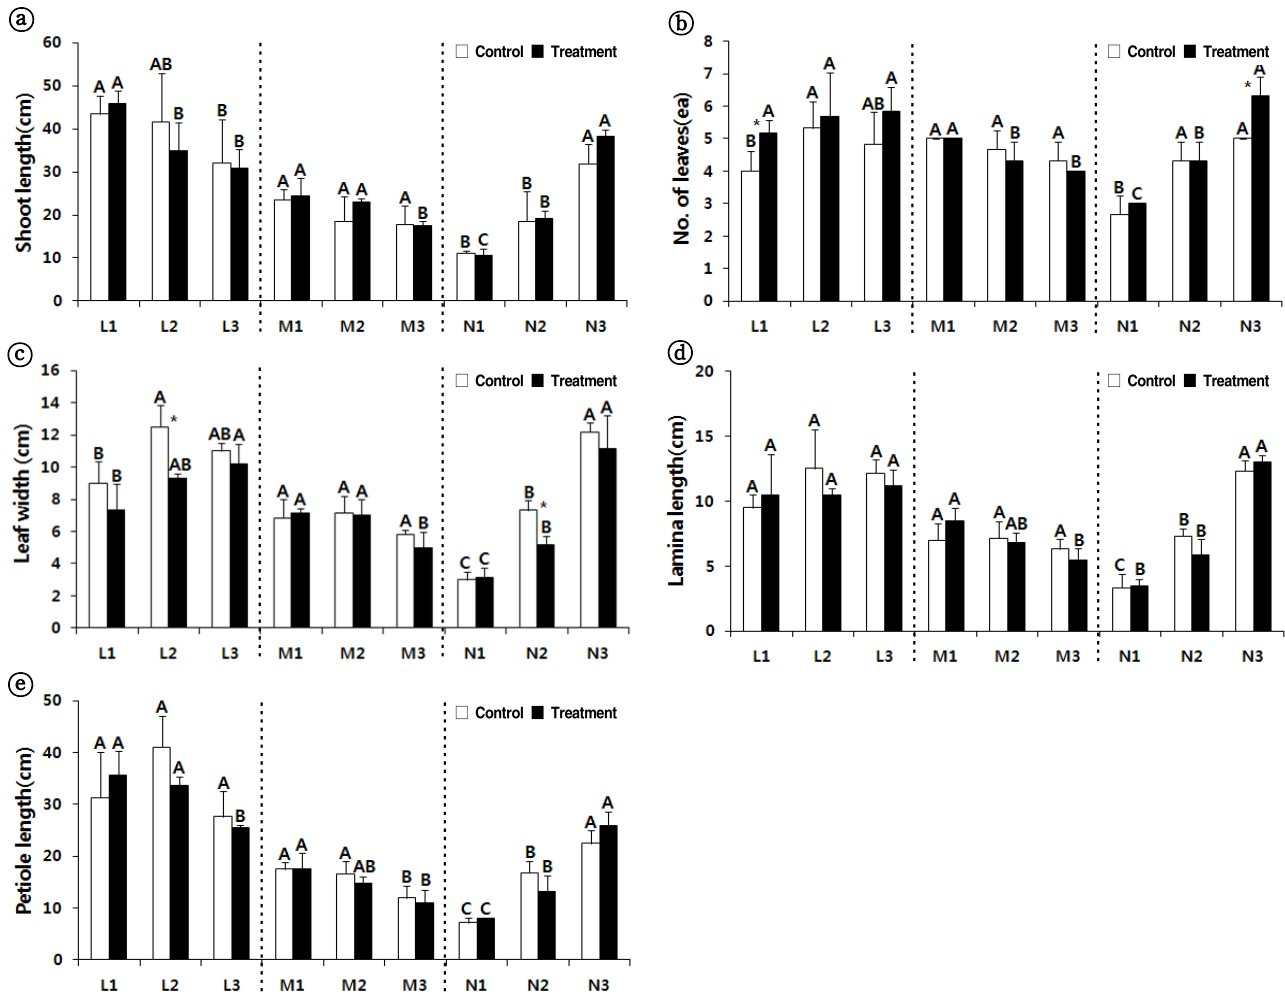 ⓐ
Shoot length(cm)
60
50
40
30
20
10
0
Control Treatment
A A AB B B B A A A A A B B C B B A A
L1 L2 L3 M1 M2 M3 N1 N2 N3
ⓑ
No. of leaves(ea)
8
7
6
5
4
3
2
1
0
Control Treatment
B * A A A AB A A A A B A B B C A B A * A
L1 L2 L3 M1 M2 M3 N1 N2 N3
ⓒ
Leaf width (cm)
16
14
12
10
8
6
4
2
0
Control Treatment
B B A * AB AB A A A A A A B C C B * B A A
L1 L2 L3 M1 M2 M3 N1 N2 N3
ⓓ
Lamina length(cm)
20
15
10
5
0
Control Treatment
A A A A A A A A A AB A B C B B B A A
L1 L2 L3 M1 M2 M3 N1 N2 N3
ⓔ
Petiole length(cm)
50
40
30
20
10
0
Control Treatment
A A A A A B A A A AB B B C C B B A A
L1 L2 L3 M1 M2 M3 N1 N2 N3